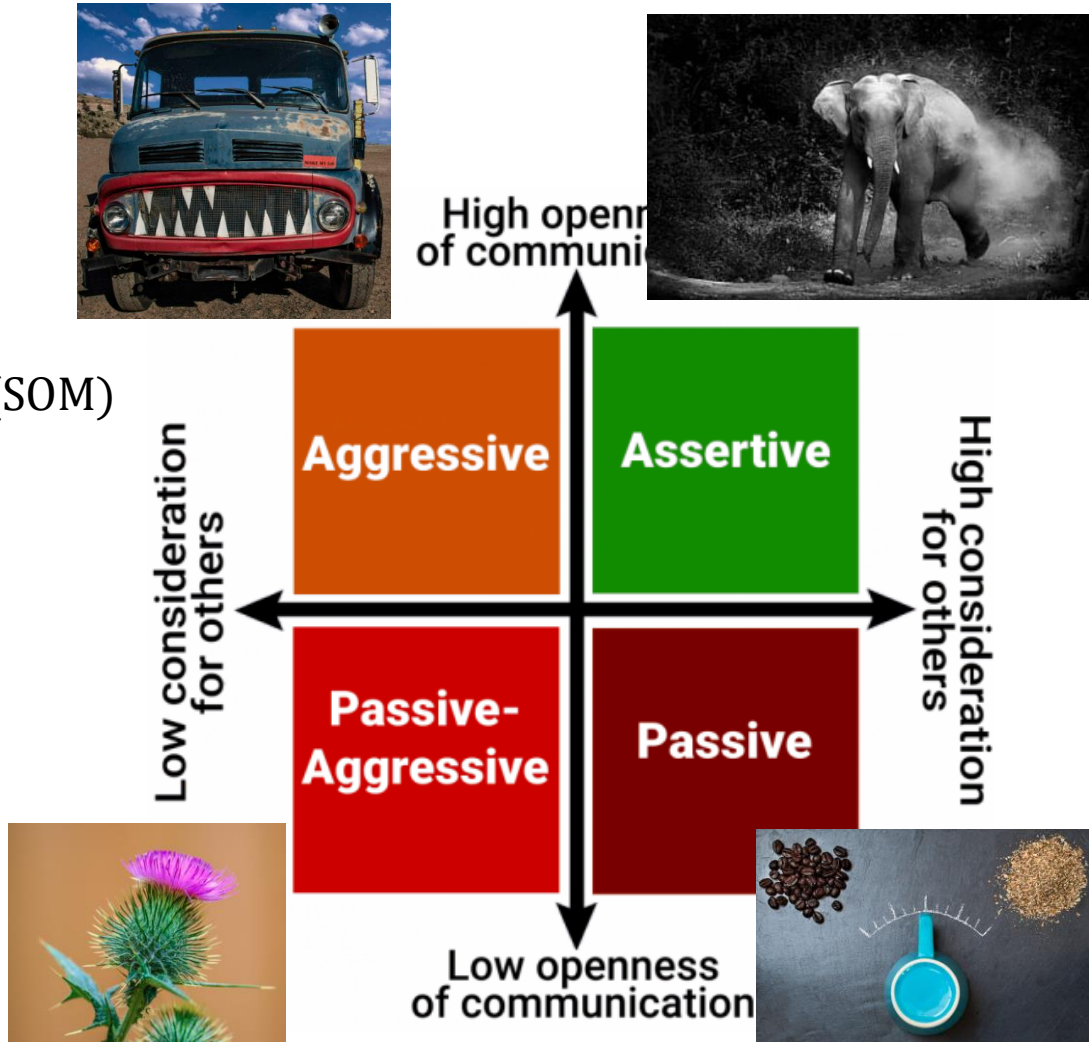 High openn
of communic
(SOM)
Low consideration
for others
Aggressive
Assertive
High consideration
for others
Passive-
Aggressive
Passive
Low openness
of communication